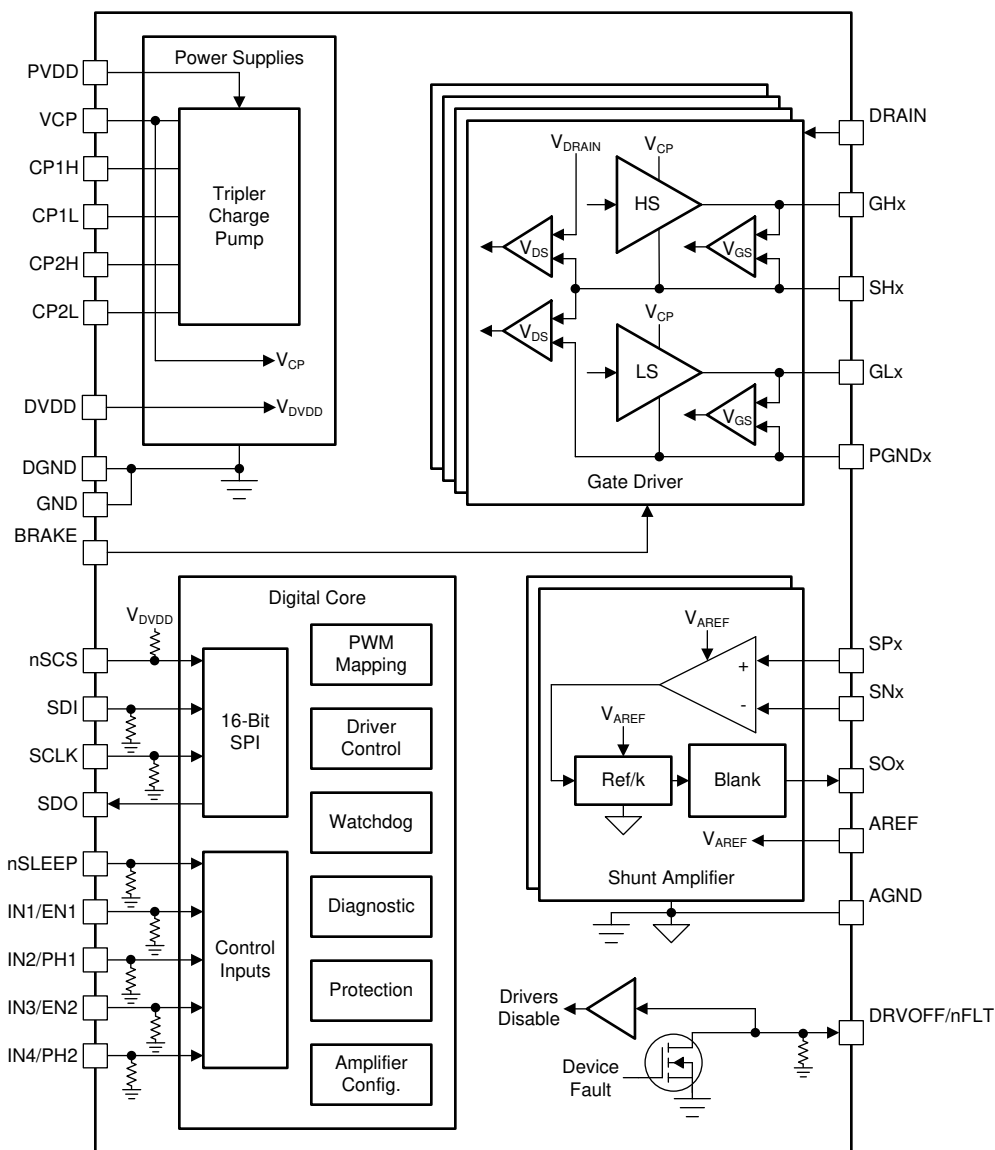 Power Supplies
PVDD
VCP
CP1H
CP1L
CP2H
CP2L
Tripler
Charge
Pump
VCP
DVDD
VDVDD
DGND
GND
BRAKE
DRAIN
VDRAIN
VCP
HS
GHx
VDS
VGS
SHx
VDS
VCP
LS
GLx
VGS
PGNDx
Gate Driver
Digital Core
VDVDD
nSCS
SDI
SCLK
SDO
16-Bit
SPI
nSLEEP
IN1/EN1
IN2/PH1
IN3/EN2
IN4/PH2
Control
Inputs
PWM
Mapping
Driver
Control
Watchdog
Diagnostic
Protection
Amplifier
Config.
VAREF
+
-
SPx
SNx
VAREF
Ref/k
Blank
SOx
VAREF
AREF
Shunt Amplifier
AGND
Drivers
Disable
DRVOFF/nFLT
Device
Fault